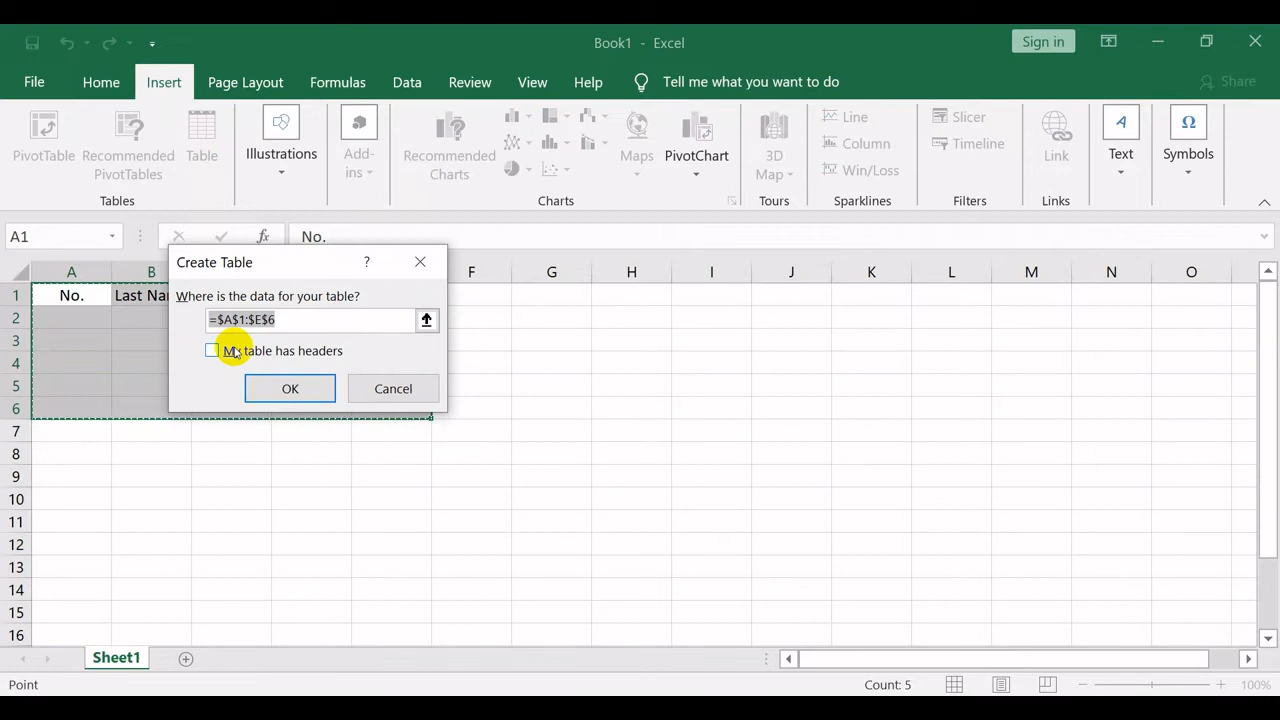 Book1 - Excel
Sign in
File Home Insert Page Layout Formulas Data Review View Help Tell me what you want to do Share
PivotTable
Recommended
PivotTables
Table
Illustrations
Add-
ins
Recommended
Charts
Maps
PivotChart
3D
Map
Line
Column
Win/Loss
Slicer
Timeline
Link
Text
Symbols
Tables
Charts
Tours
Sparklines
Filters
Links
A1
fx
No.
A B F G H I J K L M N O
1 No. Last Nar
2
3
4
5
6
7
8
9
10
11
12
13
14
15
16
Create Table
?
Where is the data for your table?
=$A$1:$E$6
My table has headers
OK
Cancel
Sheet1
Point
Count: 5
100%